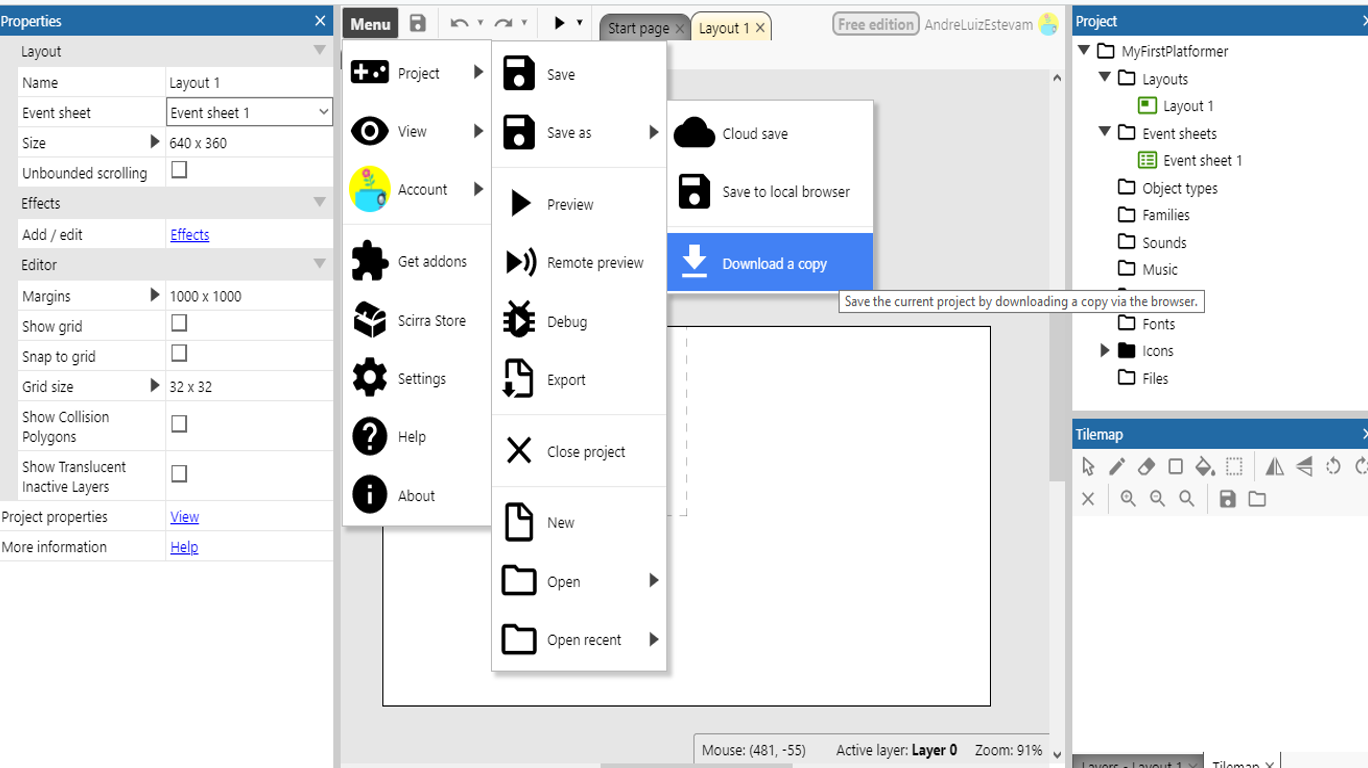 Properties
Layout
Name Layout 1
Event sheet Event sheet 1
Size 640 x 360
Unbounded scrolling
Effects
Add / edit Effects
Editor
Margins 1000 x 1000
Show grid
Snap to grid
Grid size 32 x 32
Show Collision
Polygons
Show Translucent
Inactive Layers
Project properties View
More information Help
Menu
Start page
Layout 1
Free edition AndreLuizEstevam
Project
View
Account
Get addons
Scirra Store
Settings
Help
About
Save
Save as
Preview
Remote preview
Debug
Export
Close project
New
Open
Open recent
Cloud save
Save to local browser
Download a copy
Save the current project by downloading a copy via the browser.
Mouse: (481, -55) Active layer: Layer 0 Zoom: 91%
Project
MyFirstPlatformer
Layouts
Layout 1
Event sheets
Event sheet 1
Object types
Families
Sounds
Music
Fonts
Icons
Files
Tilemap
Layers - Layout 1 Tilemap